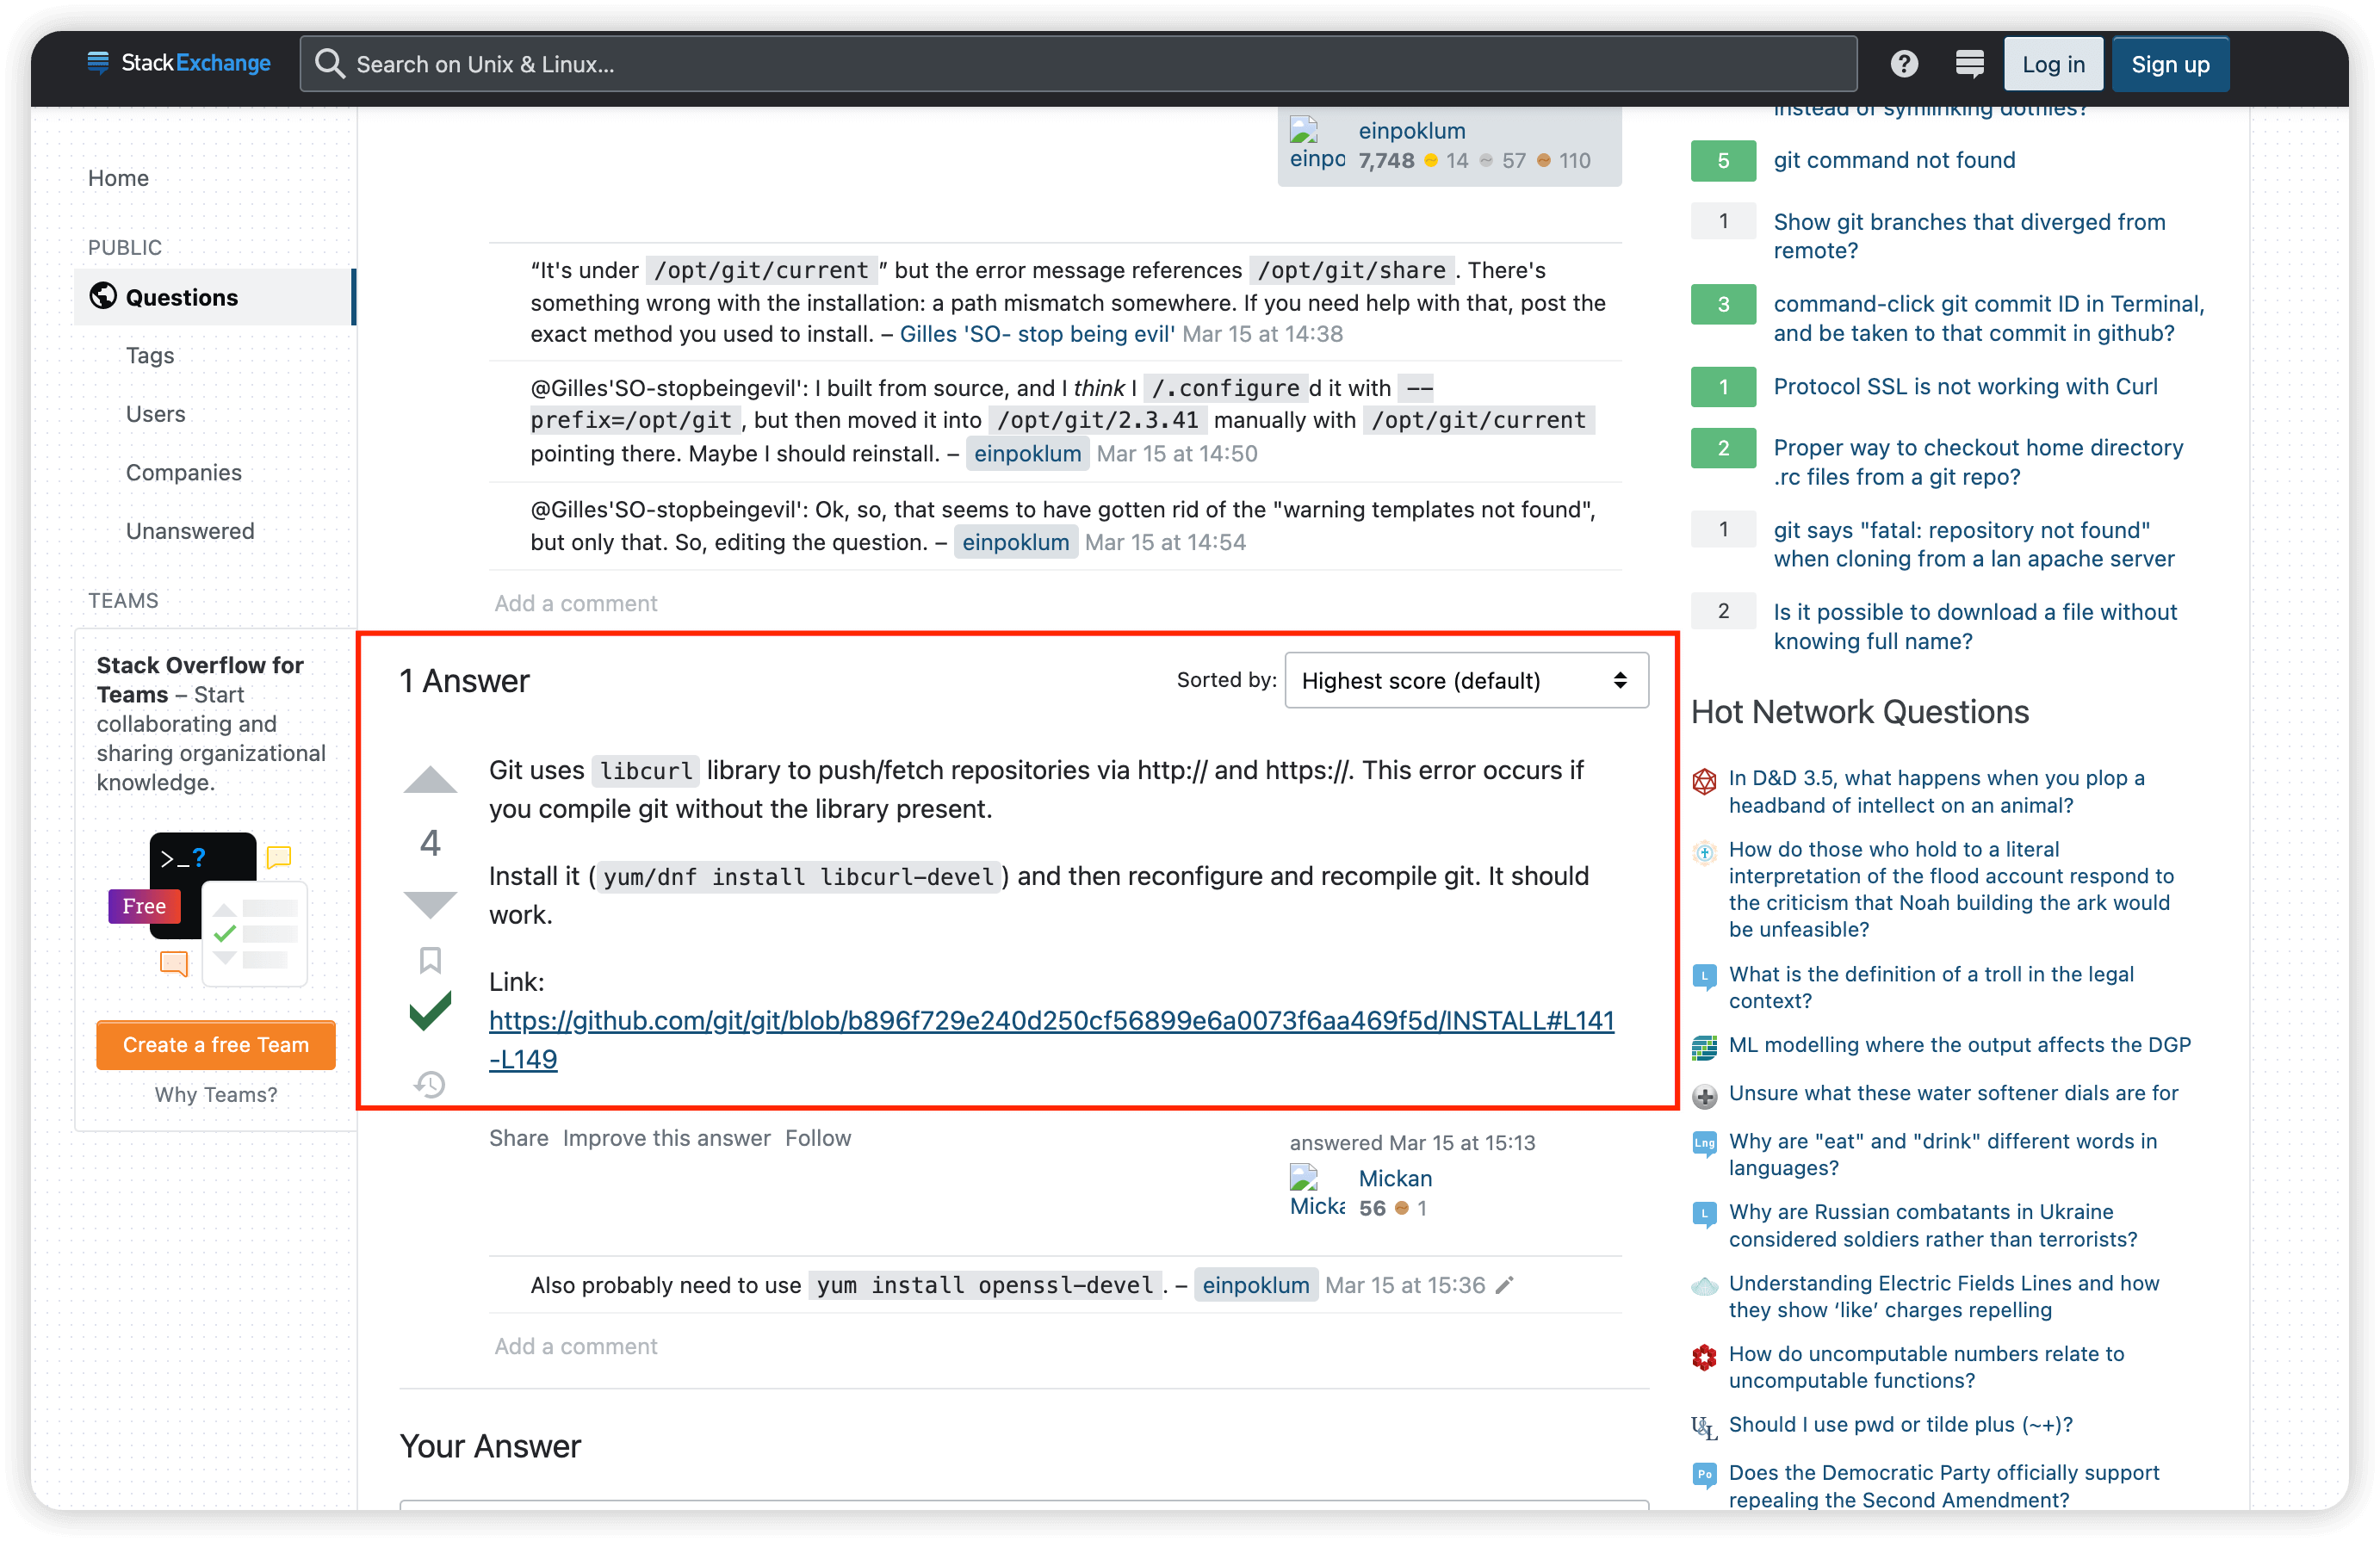 StackExchange
Search on Unix & Linux...
Log in
Sign up
Home
PUBLIC
Questions
Tags
Users
Companies
Unanswered
TEAMS
Stack Overflow for
Teams – Start
collaborating and
sharing organizational
knowledge.
>_?
Free
Create a free Team
Why Teams?
einpo
einpoklum
7,748 14 57 110
“It's under /opt/git/current ” but the error message references /opt/git/share . There's
something wrong with the installation: a path mismatch somewhere. If you need help with that, post the
exact method you used to install. – Gilles 'SO- stop being evil' Mar 15 at 14:38
@Gilles'SO-stopbeingevil': I built from source, and I think I /.configure d it with --
prefix=/opt/git , but then moved it into /opt/git/2.3.41 manually with /opt/git/current
pointing there. Maybe I should reinstall. – einpoklum Mar 15 at 14:50
@Gilles'SO-stopbeingevil': Ok, so, that seems to have gotten rid of the "warning templates not found",
but only that. So, editing the question. – einpoklum Mar 15 at 14:54
Add a comment
1 Answer
Sorted by:
Highest score (default)
4
Git uses libcurl library to push/fetch repositories via http:// and https://. This error occurs if
you compile git without the library present.
Install it ( yum/dnf install libcurl-devel ) and then reconfigure and recompile git. It should
work.
Link:
https://github.com/git/git/blob/b896f729e240d250cf56899e6a0073f6aa469f5d/INSTALL#L141
-L149
Share Improve this answer Follow
answered Mar 15 at 15:13
Micka
Mickan
56 1
Also probably need to use yum install openssl-devel . – einpoklum Mar 15 at 15:36
Add a comment
Your Answer
instead of symlinking dotfiles?
5 git command not found
1 Show git branches that diverged from
remote?
3 command-click git commit ID in Terminal,
and be taken to that commit in github?
1 Protocol SSL is not working with Curl
2 Proper way to checkout home directory
.rc files from a git repo?
1 git says "fatal: repository not found"
when cloning from a lan apache server
2 Is it possible to download a file without
knowing full name?
Hot Network Questions
In D&D 3.5, what happens when you plop a
headband of intellect on an animal?
How do those who hold to a literal
interpretation of the flood account respond to
the criticism that Noah building the ark would
be unfeasible?
L What is the definition of a troll in the legal
context?
ML modelling where the output affects the DGP
Unsure what these water softener dials are for
Lng Why are "eat" and "drink" different words in
languages?
L Why are Russian combatants in Ukraine
considered soldiers rather than terrorists?
Understanding Electric Fields Lines and how
they show ‘like’ charges repelling
How do uncomputable numbers relate to
uncomputable functions?
U&L Should I use pwd or tilde plus (~+)?
Po Does the Democratic Party officially support
repealing the Second Amendment?